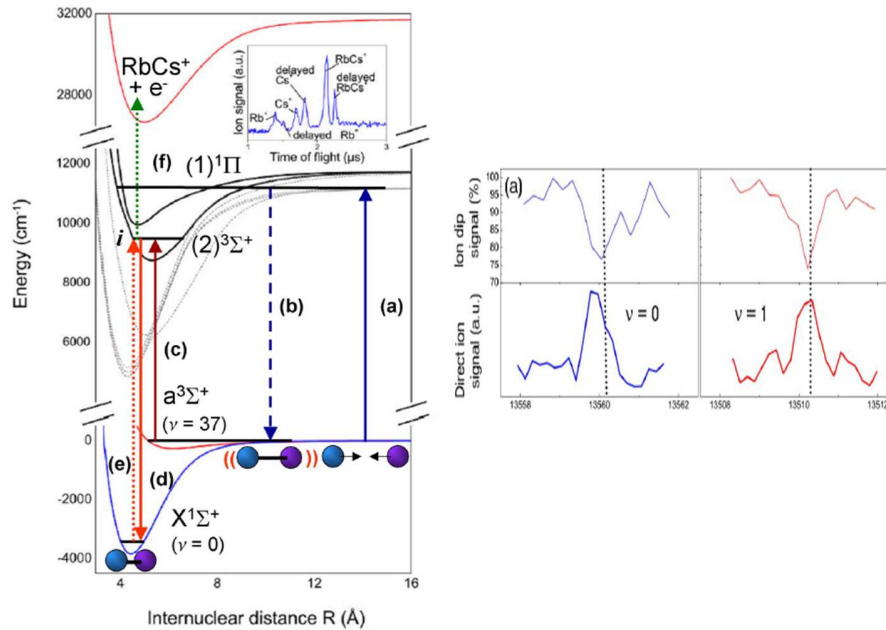 32000
28000
12000
10000
8000
6000
0
-2000
-4000
Energy (cm⁻¹)
RbCs⁺
+ e⁻
Ion signal (a.u.)
RbCs⁺
delayed
Cs⁺
delayed
RbCs⁺
Cs⁺
Rb⁺
delayed Rb⁺
1 2 3
Time of flight (μs)
(f) (1)¹Π
i
(2)³Σ⁺
(b) (a)
(c)
a³Σ⁺
(ν = 37)
(e) (d)
X¹Σ⁺
(ν = 0)
4 8 12 16
Internuclear distance R (Å)
(a)
Ion dip
signal (%)
100
95
90
85
80
75
70
Direct ion
signal (a.u.)
ν = 0 ν = 1
13558 13560 13562 13508 13510 13512